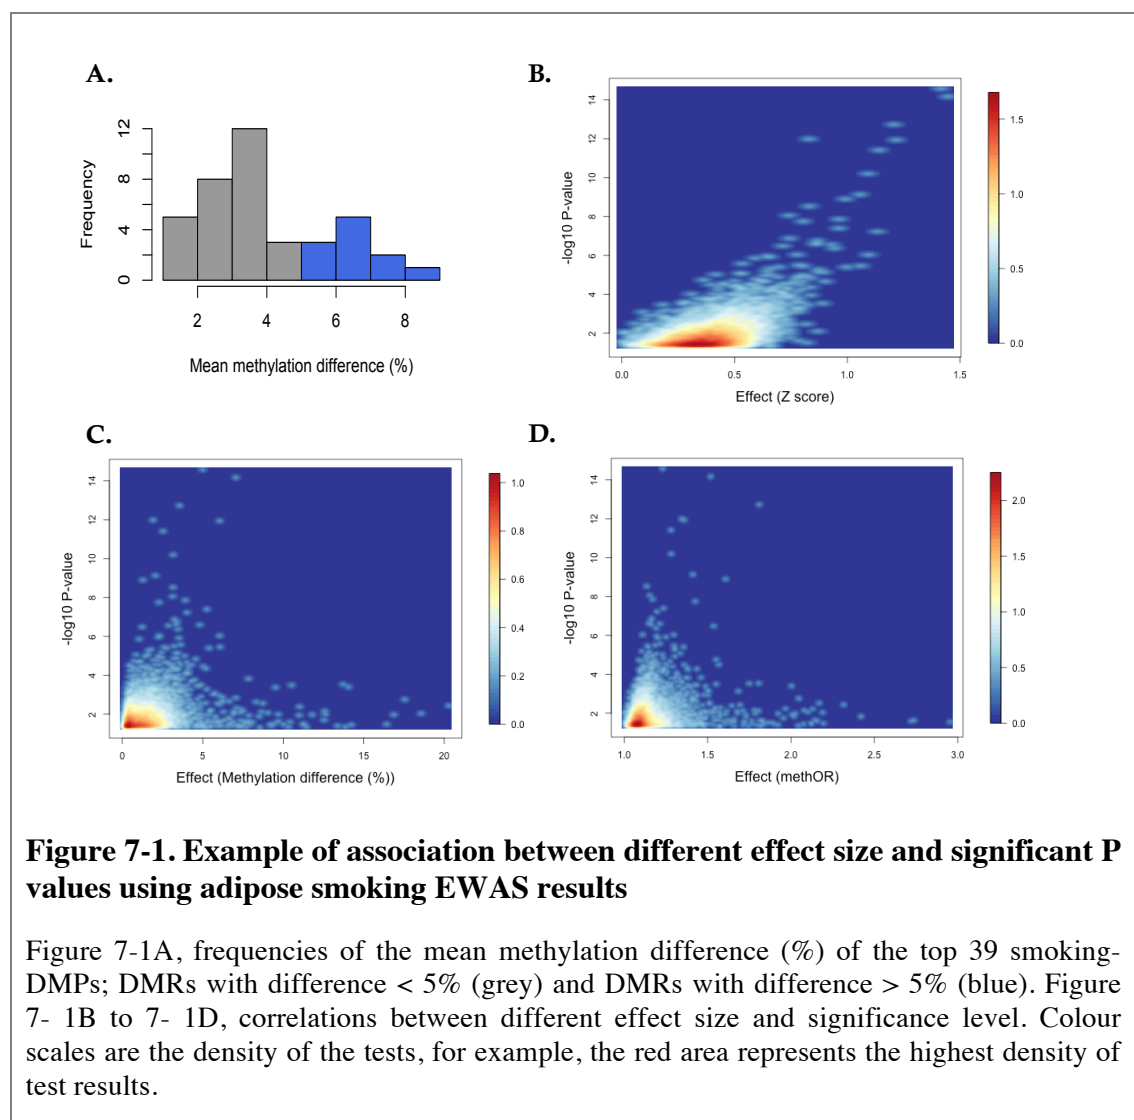 A.
12
8
4
0
Frequency
2 4 6 8
Mean methylation difference (%)
B.
14
12
10
8
6
4
2
-log10 P-value
0.0 0.5 1.0 1.5
Effect (Z score)
1.5
1.0
0.5
0.0
C.
14
12
10
8
6
4
2
-log10 P-value
0 5 10 15 20
Effect (Methylation difference (%))
1.0
0.8
0.6
0.4
0.2
0.0
D.
14
12
10
8
6
4
2
-log10 P-value
1.0 1.5 2.0 2.5 3.0
Effect (methOR)
2.0
1.5
1.0
0.5
0.0
Figure 7-1. Example of association between different effect size and significant P
values using adipose smoking EWAS results
Figure 7-1A, frequencies of the mean methylation difference (%) of the top 39 smoking-
DMPs; DMRs with difference < 5% (grey) and DMRs with difference > 5% (blue). Figure
7- 1B to 7- 1D, correlations between different effect size and significance level. Colour
scales are the density of the tests, for example, the red area represents the highest density of
test results.